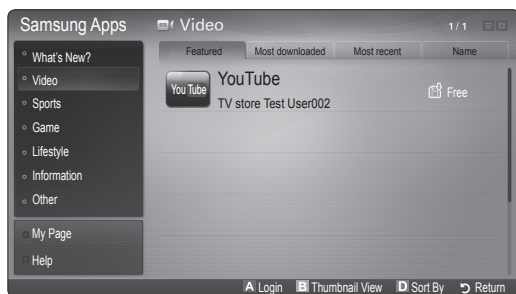 Samsung Apps
Video
1/1
What's New?
Video
Sports
Game
Lifestyle
Information
Other
My Page
Help
Featured
Most downloaded
Most recent
Name
You Tube
YouTube
TV store Test User002
Free
A Login B Thumbnail View D Sort By Return